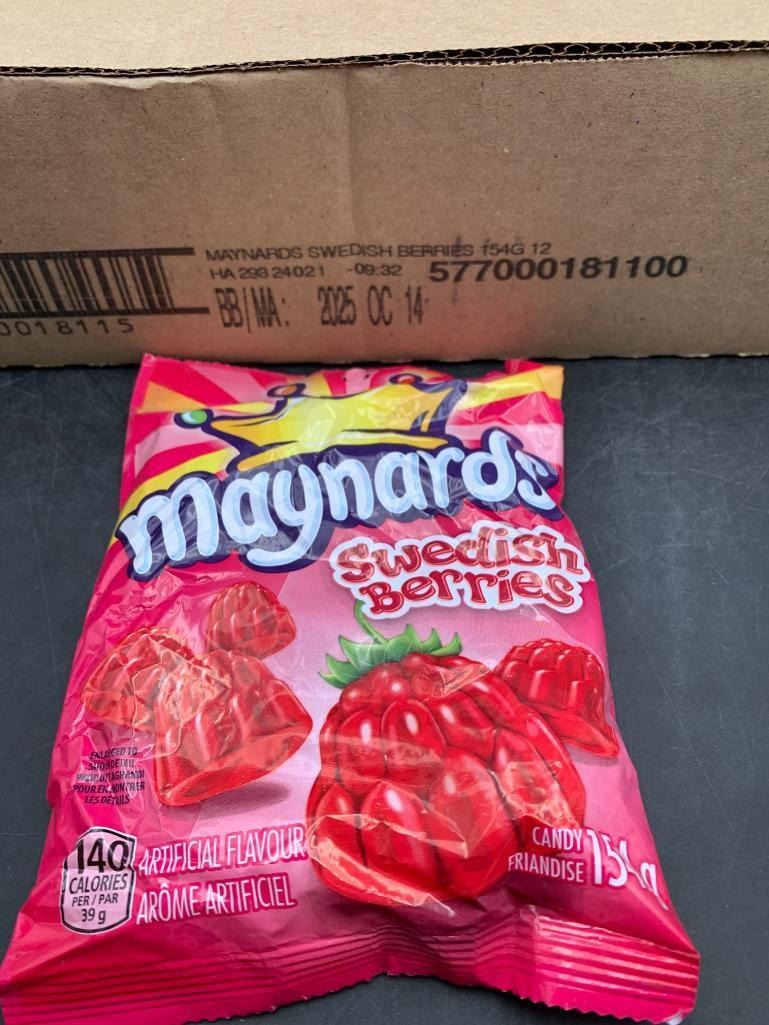 MAYNARDS SWEDISH BERRIES 154G 12
HA 293 24021 -09:32 577000181100
BB/MA: 2025 OC 14
0018115
maynards
Swedish
Berries
ENLARGED TO
SHOW DETAIL
PRODUIT AGRANDI
POUR EN MONTRER
LES DÉTAILS
140
CALORIES
PER / PAR
39 g
ARTIFICIAL FLAVOUR
ARÔME ARTIFICIEL
CANDY
FRIANDISE
154 g